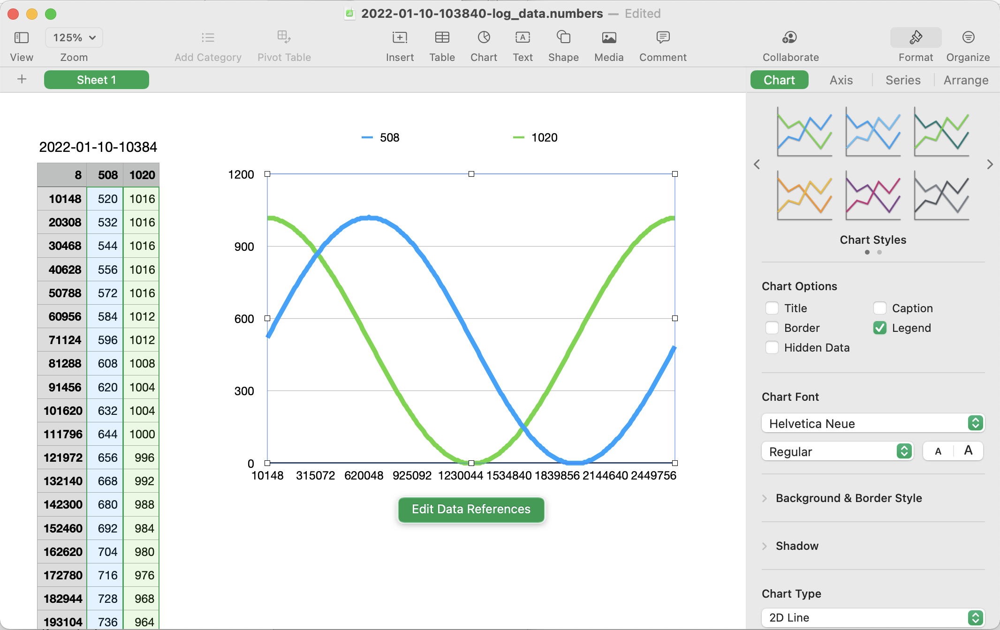 2022-01-10-103840-log_data.numbers — Edited
125%
View Zoom Add Category Pivot Table Insert Table Chart Text Shape Media Comment Collaborate Format Organize
Sheet 1
Chart Axis Series Arrange
508 1020
2022-01-10-10384
8 508 1020
10148 520 1016
20308 532 1016
30468 544 1016
40628 556 1016
50788 572 1016
60956 584 1012
71124 596 1012
81288 608 1008
91456 620 1004
101620 632 1004
111796 644 1000
121972 656 996
132140 668 992
142300 680 988
152460 692 984
162620 704 980
172780 716 976
182944 728 968
193104 736 964
1200
900
600
300
0
10148 315072 620048 925092 1230044 1534840 1839856 2144640 2449756
Edit Data References
Chart Styles
Chart Options
Title Caption
Border Legend
Hidden Data
Chart Font
Helvetica Neue
Regular A A
Background & Border Style
Shadow
Chart Type
2D Line